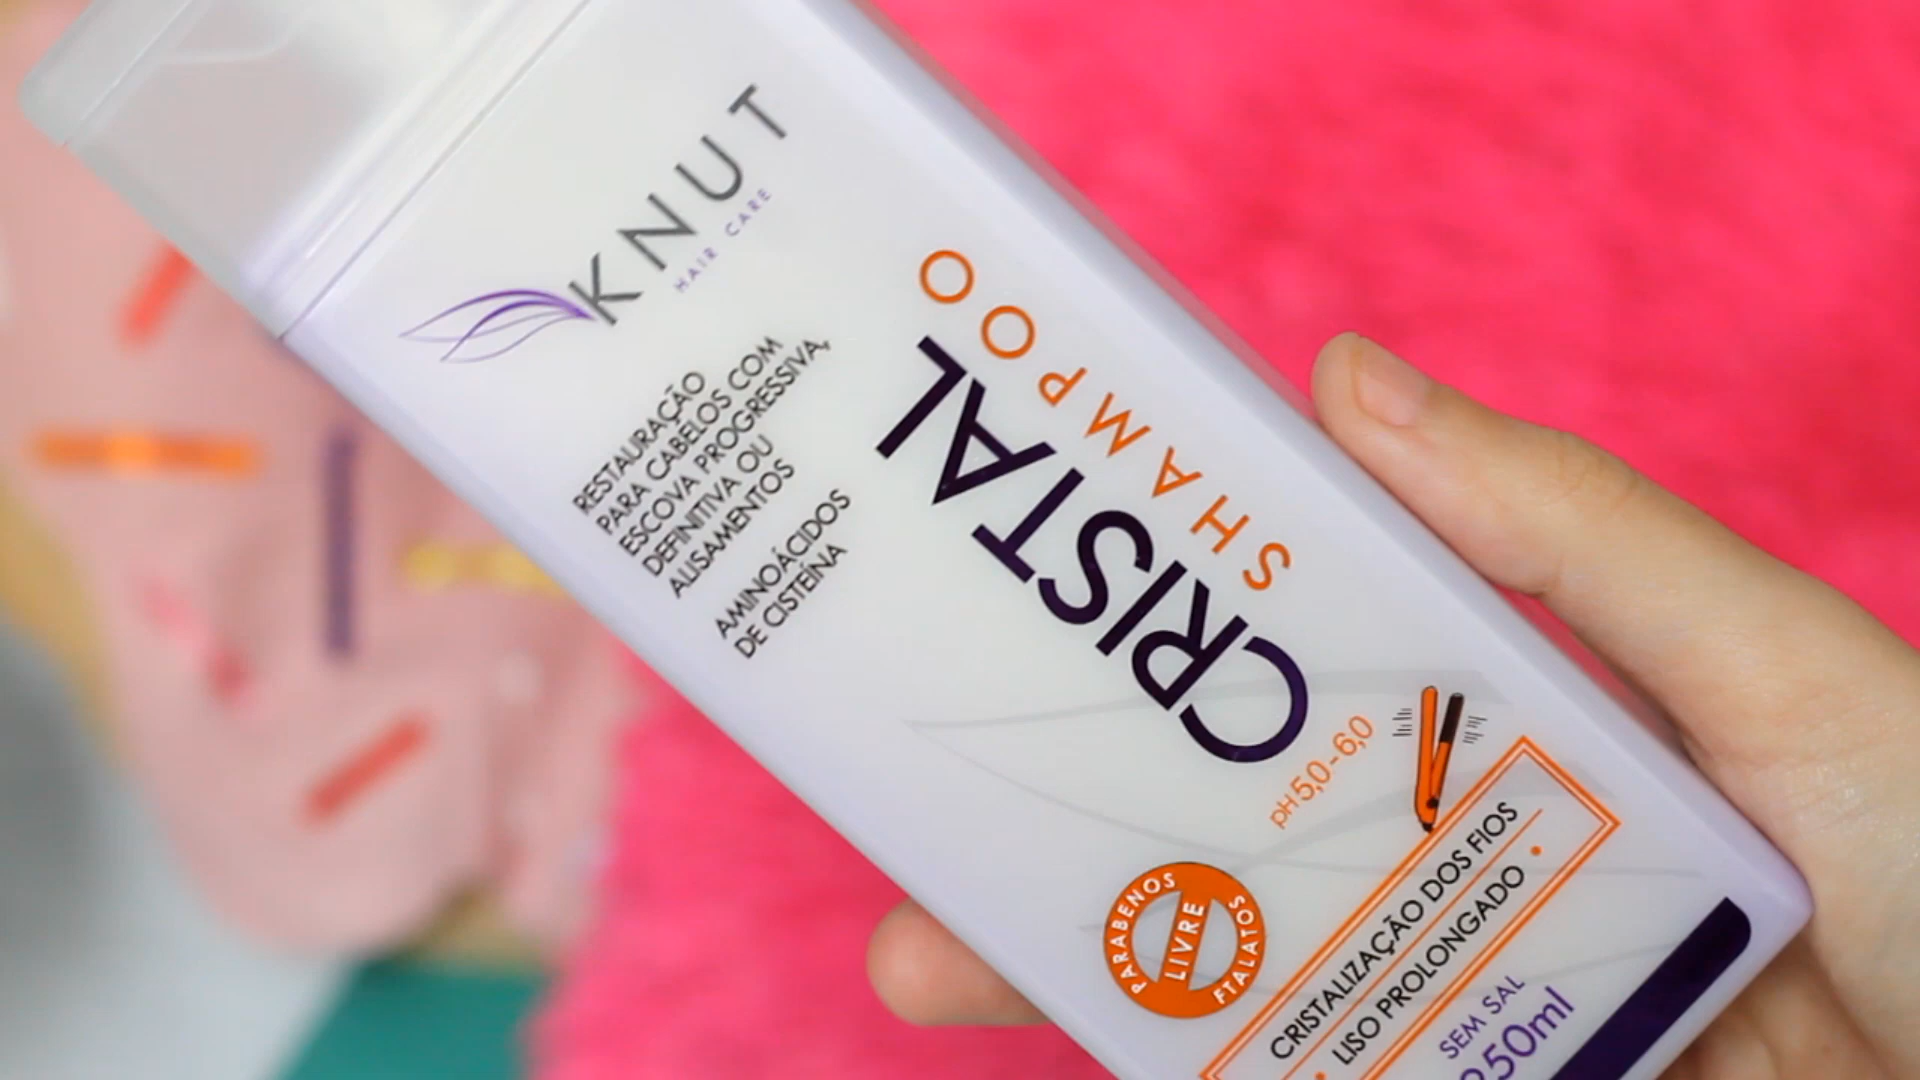 KNUT
HAIR CARE
RESTAURAÇÃO
PARA CABELOS COM
ESCOVA PROGRESSIVA,
DEFINITIVA OU
ALISAMENTOS
AMINOÁCIDOS
DE CISTEÍNA
CRISTAL
SHAMPOO
pH 5,0-6,0
PARABENOS
LIVRE
FTALATOS
CRISTALIZAÇÃO DOS FIOS
LISO PROLONGADO
SEM SAL
250ml